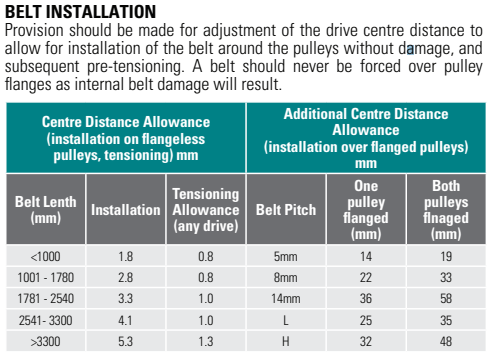 BELT INSTALLATION
Provision should be made for adjustment of the drive centre distance to
allow for installation of the belt around the pulleys without damage, and
subsequent pre-tensioning. A belt should never be forced over pulley
flanges as internal belt damage will result.
Centre Distance Allowance
(installation on flangeless
pulleys, tensioning) mm
Additional Centre Distance
Allowance
(installation over flanged pulleys)
mm
Belt Lenth
(mm)
Installation
Tensioning
Allowance
(any drive)
Belt Pitch
One
pulley
flanged
(mm)
Both
pulleys
flnaged
(mm)
<1000 1.8 0.8 5mm 14 19
1001 - 1780 2.8 0.8 8mm 22 33
1781 - 2540 3.3 1.0 14mm 36 58
2541- 3300 4.1 1.0 L 25 35
>3300 5.3 1.3 H 32 48